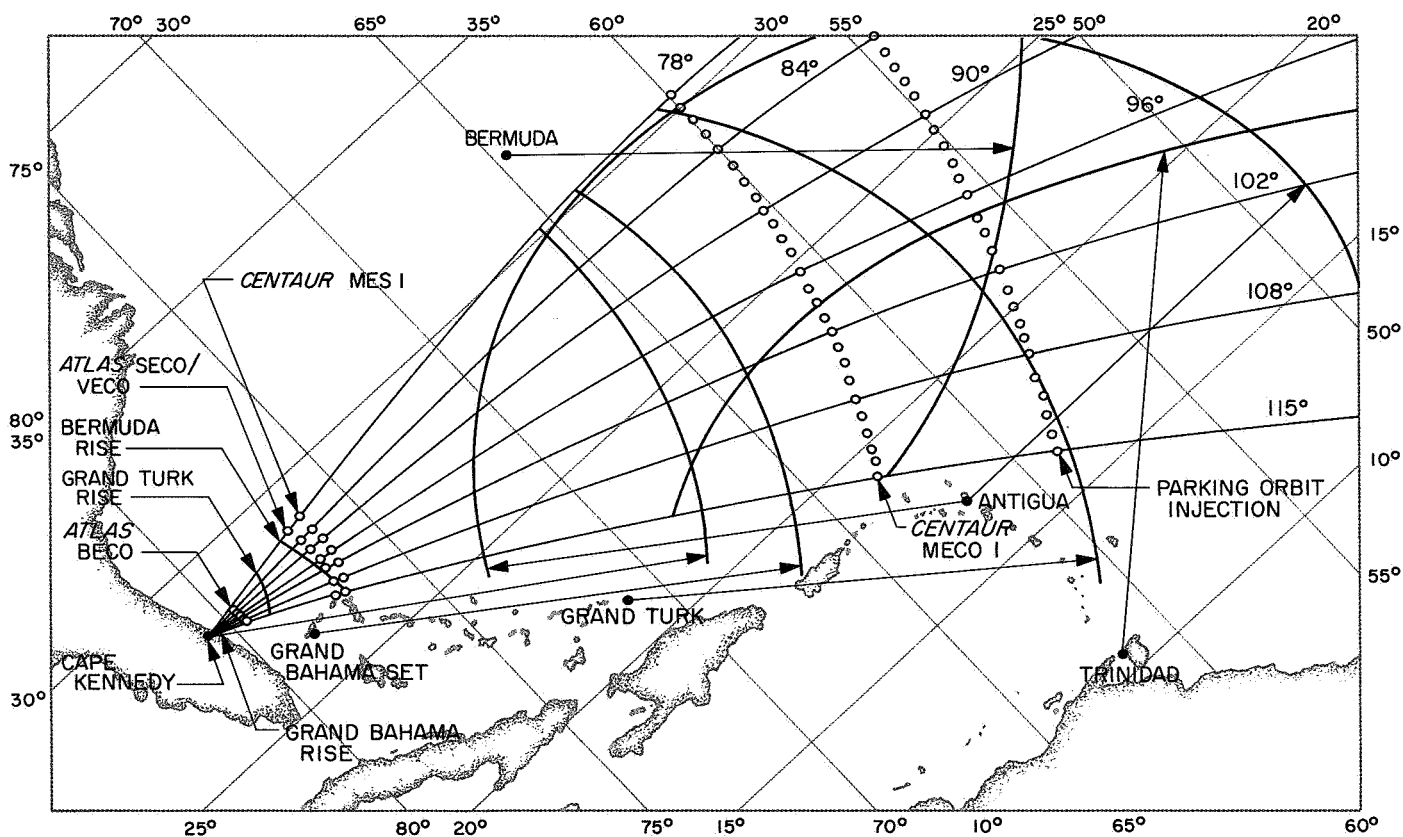 70° 30° 65° 35° 60° 30° 55° 25° 50° 20°
78°
84°
90°
96°
BERMUDA
75°
102°
15°
CENTAUR MES I
108°
50°
ATLAS SECO/
VECO
80°
35°
BERMUDA
RISE
115°
10°
GRAND TURK
RISE
ANTIGUA
PARKING ORBIT
INJECTION
ATLAS
BECO
CENTAUR
MECO I
55°
GRAND TURK
GRAND
BAHAMA SET
CAPE
KENNEDY
TRINIDAD
30°
GRAND BAHAMA
RISE
25° 80° 20° 75° 15° 70° 10° 65° 60°